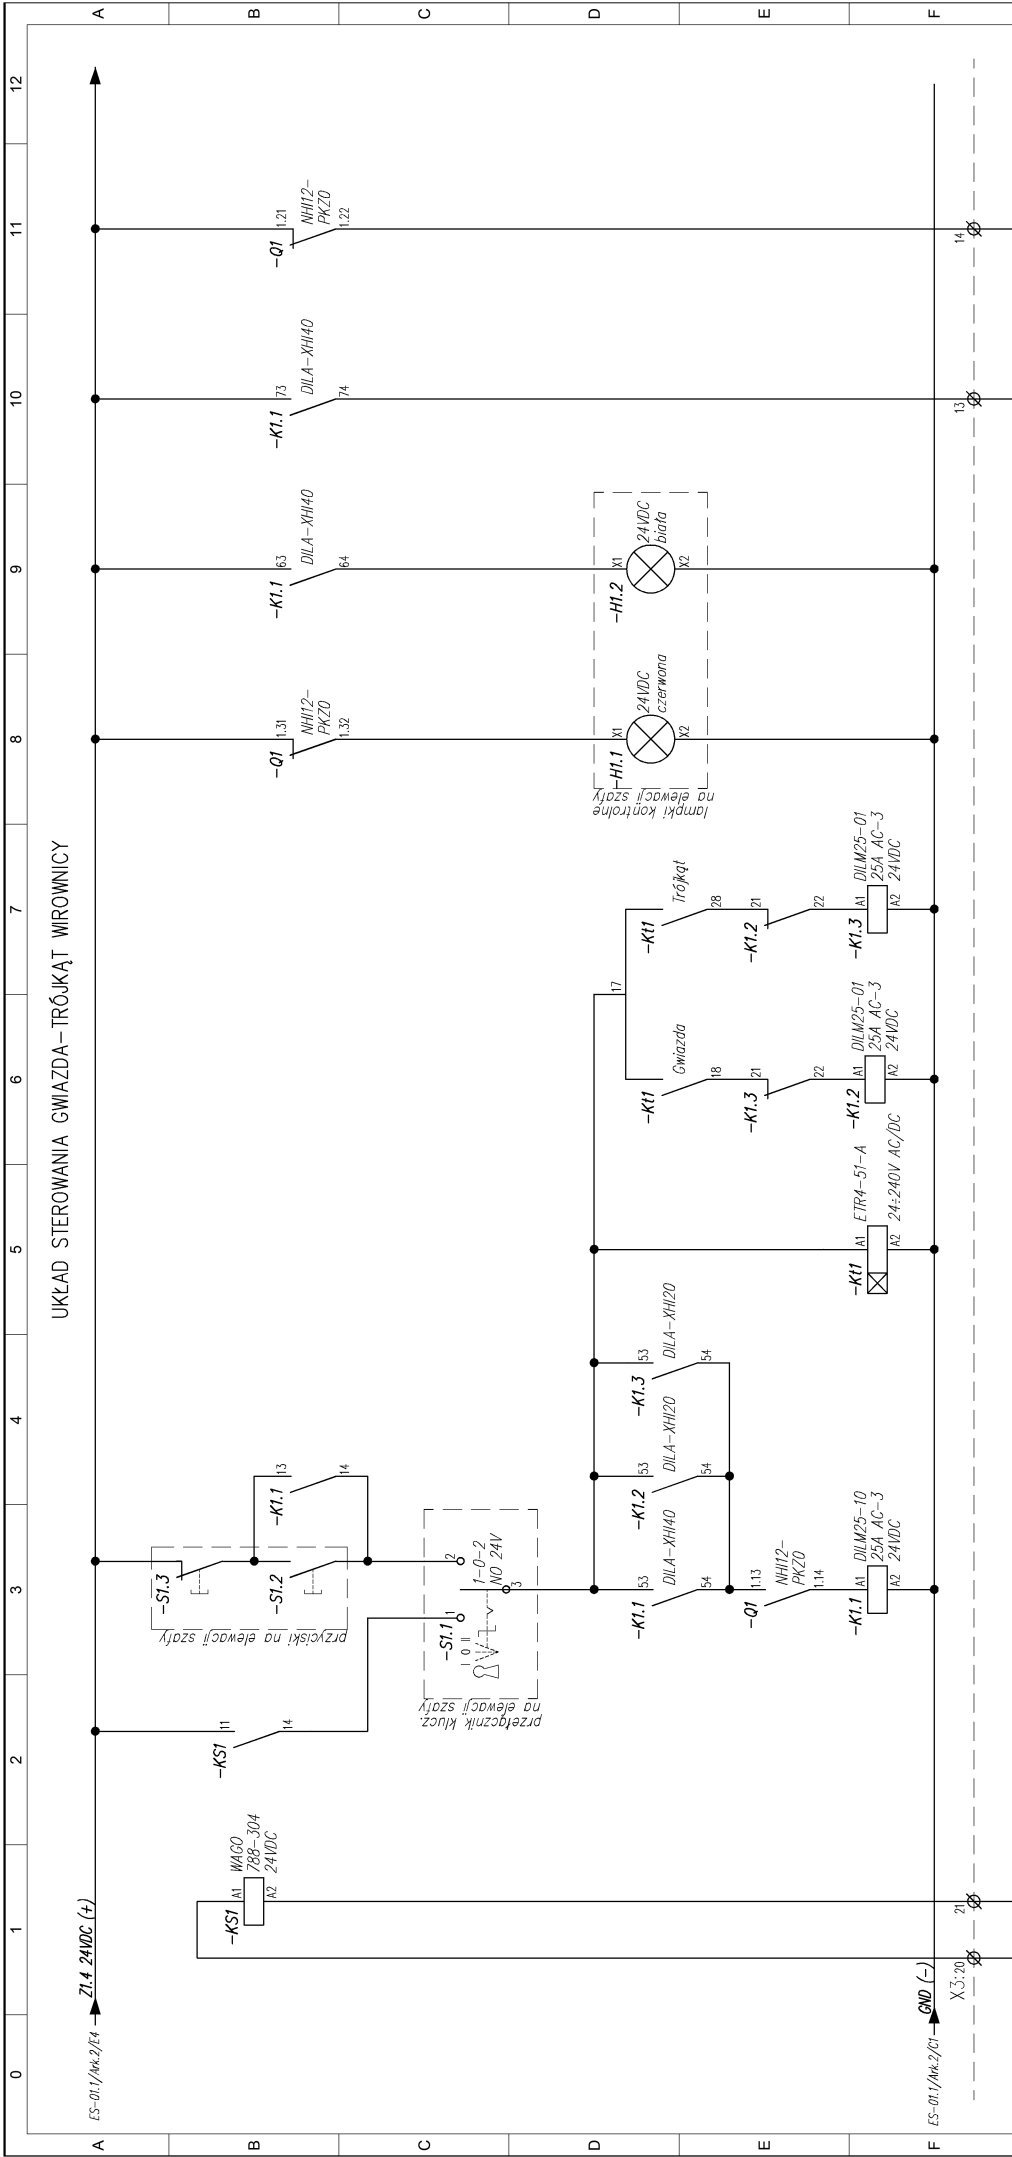 UKŁAD STEROWANIA GWIAZDA-TRÓJKĄT WIROWNICY
0
1
2
3
4
5
6
7
8
9
10
11
12
A
B
C
D
E
F
A
B
C
D
E
F
ES-01.1/Ark.2/E4
Z1.4 24VDC (+)
ES-01.1/Ark.2/C1
GND (-)
X3:20
21
13
14
-KS1
A1
A2
WAGO
788-304
24VDC
-KS1
11
14
-S1.3
-S1.2
przyciski na elewacji szafy
-K1.1
13
14
-S1.1
1
2
3
I 0 II
1-0-2
NO 24V
przełącznik klucz.
na elewacji szafy
-K1.1
53
54
DILA-XHI40
-K1.2
53
54
DILA-XHI20
-K1.3
53
54
DILA-XHI20
-Q1
1.13
1.14
NHI12-
PKZ0
-K1.1
A1
A2
DILM25-10
25A AC-3
24VDC
-Kt1
A1
A2
ETR4-51-A
24÷240V AC/DC
17
-Kt1
Gwiazda
18
-K1.3
21
22
-K1.2
A1
A2
DILM25-01
25A AC-3
24VDC
-Kt1
Trójkąt
28
-K1.2
21
22
-K1.3
A1
A2
DILM25-01
25A AC-3
24VDC
-Q1
1.31
1.32
NHI12-
PKZ0
-H1.1
X1
X2
24VDC
czerwona
lampki kontrolne
na elewacji szafy
-K1.1
63
64
DILA-XHI40
-H1.2
X1
X2
24VDC
biała
-K1.1
73
74
DILA-XHI40
-Q1
1.21
1.22
NHI12-
PKZ0